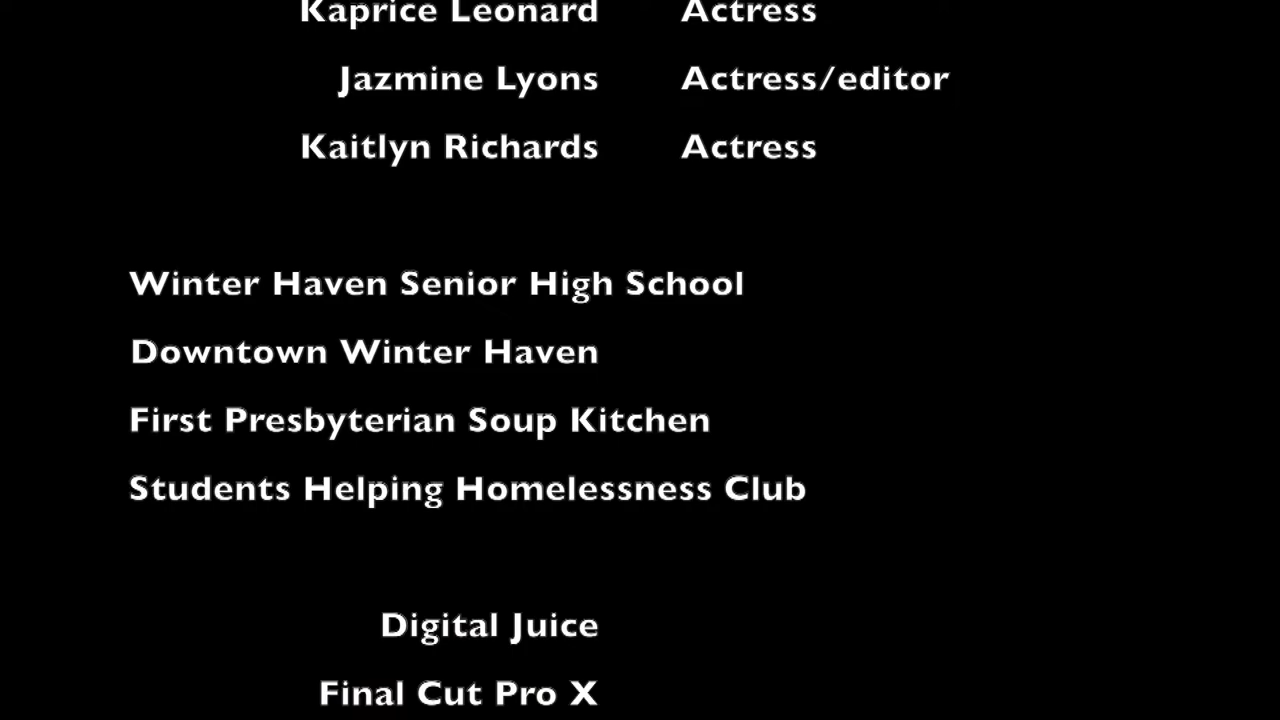 Kaprice Leonard Actress
Jazmine Lyons Actress/editor
Kaitlyn Richards Actress
Winter Haven Senior High School
Downtown Winter Haven
First Presbyterian Soup Kitchen
Students Helping Homelessness Club
Digital Juice
Final Cut Pro X